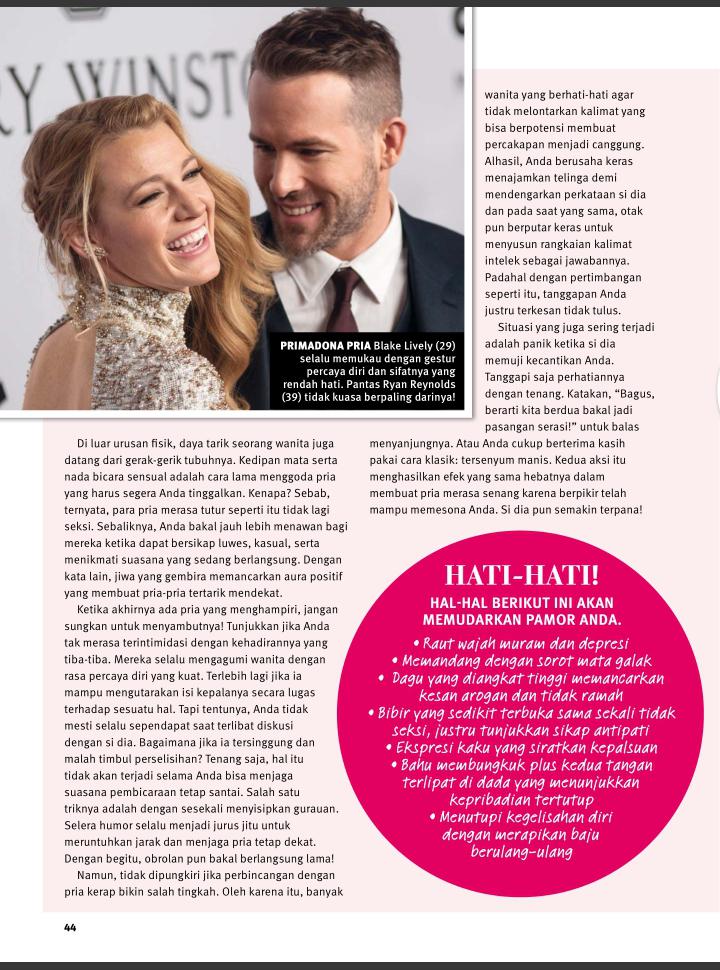 RY WINSTO
PRIMADONA PRIA Blake Lively (29)
selalu memukau dengan gestur
percaya diri dan sifatnya yang
rendah hati. Pantas Ryan Reynolds
(39) tidak kuasa berpaling darinya!
Di luar urusan fisik, daya tarik seorang wanita juga
datang dari gerak-gerik tubuhnya. Kedipan mata serta
nada bicara sensual adalah cara lama menggoda pria
yang harus segera Anda tinggalkan. Kenapa? Sebab,
ternyata, para pria merasa tutur seperti itu tidak lagi
seksi. Sebaliknya, Anda bakal jauh lebih menawan bagi
mereka ketika dapat bersikap luwes, kasual, serta
menikmati suasana yang sedang berlangsung. Dengan
kata lain, jiwa yang gembira memancarkan aura positif
yang membuat pria-pria tertarik mendekat.
Ketika akhirnya ada pria yang menghampiri, jangan
sungkan untuk menyambutnya! Tunjukkan jika Anda
tak merasa terintimidasi dengan kehadirannya yang
tiba-tiba. Mereka selalu mengagumi wanita dengan
rasa percaya diri yang kuat. Terlebih lagi jika ia
mampu mengutarakan isi kepalanya secara lugas
terhadap sesuatu hal. Tapi tentunya, Anda tidak
mesti selalu sependapat saat terlibat diskusi
dengan si dia. Bagaimana jika ia tersinggung dan
malah timbul perselisihan? Tenang saja, hal itu
tidak akan terjadi selama Anda bisa menjaga
suasana pembicaraan tetap santai. Salah satu
triknya adalah dengan sesekali menyisipkan gurauan.
Selera humor selalu menjadi jurus jitu untuk
meruntuhkan jarak dan menjaga pria tetap dekat.
Dengan begitu, obrolan pun bakal berlangsung lama!
Namun, tidak dipungkiri jika perbincangan dengan
pria kerap bikin salah tingkah. Oleh karena itu, banyak
wanita yang berhati-hati agar
tidak melontarkan kalimat yang
bisa berpotensi membuat
percakapan menjadi canggung.
Alhasil, Anda berusaha keras
menajamkan telinga demi
mendengarkan perkataan si dia
dan pada saat yang sama, otak
pun berputar keras untuk
menyusun rangkaian kalimat
intelek sebagai jawabannya.
Padahal dengan pertimbangan
seperti itu, tanggapan Anda
justru terkesan tidak tulus.
Situasi yang juga sering terjadi
adalah panik ketika si dia
memuji kecantikan Anda.
Tanggapi saja perhatiannya
dengan tenang. Katakan, “Bagus,
berarti kita berdua bakal jadi
pasangan serasi!” untuk balas
menyanjungnya. Atau Anda cukup berterima kasih
pakai cara klasik: tersenyum manis. Kedua aksi itu
menghasilkan efek yang sama hebatnya dalam
membuat pria merasa senang karena berpikir telah
mampu memesona Anda. Si dia pun semakin terpana!
HATI-HATI!
HAL-HAL BERIKUT INI AKAN
MEMUDARKAN PAMOR ANDA.
• Raut wajah muram dan depresi
• Memandang dengan sorot mata galak
• Dagu yang diangkat tinggi memancarkan
kesan arogan dan tidak ramah
• Bibir yang sedikit terbuka sama sekali tidak
seksi, justru tunjukkan sikap antipati
• Ekspresi kaku yang siratkan kepalsuan
• Bahu membungkuk plus kedua tangan
terlipat di dada yang menunjukkan
kepribadian tertutup
• Menutupi kegelisahan diri
dengan merapikan baju
berulang-ulang
44